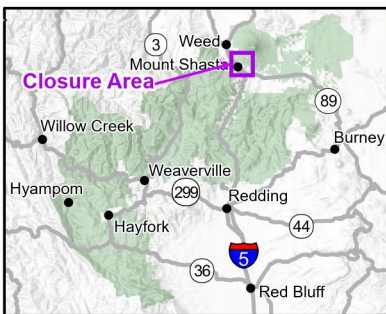 3
Weed
Mount Shasta
Closure Area
89
Willow Creek
Burney
Weaverville
Hyampom
299
Redding
Hayfork
44
5
36
Red Bluff